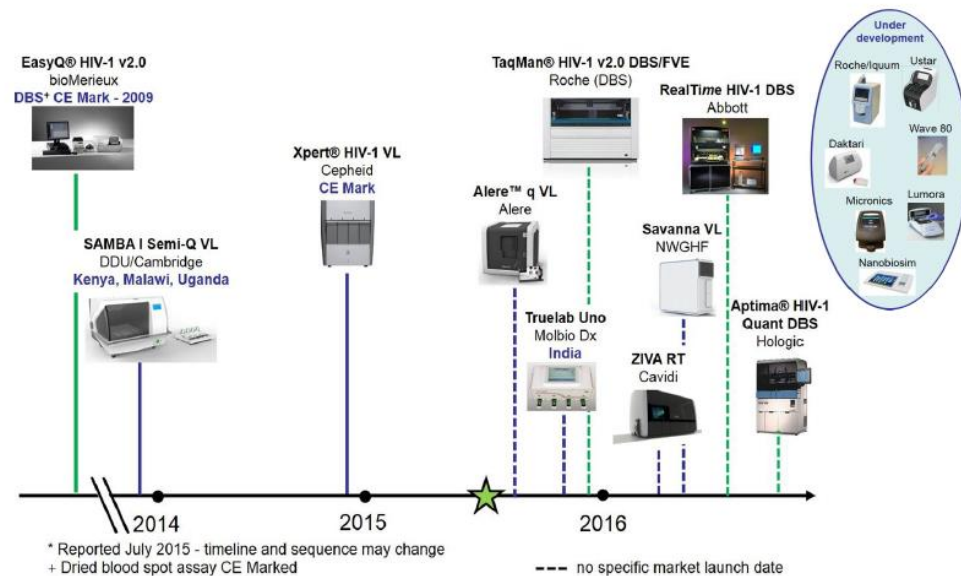 EasyQ® HIV-1 v2.0
bioMerieux
DBS+ CE Mark - 2009
SAMBA I Semi-Q VL
DDU/Cambridge
Kenya, Malawi, Uganda
Xpert® HIV-1 VL
Cepheid
CE Mark
Alere™ q VL
Alere
Truelab Uno
Molbio Dx
India
TaqMan® HIV-1 v2.0 DBS/FVE
Roche (DBS)
RealTime HIV-1 DBS
Abbott
Savanna VL
NWGHF
ZIVA RT
Cavidi
Aptima® HIV-1
Quant DBS
Hologic
Under
development
Roche/Iquum
Ustar
Daktari
Wave 80
Micronics
Lumora
Nanobiosim
2014
2015
2016
* Reported July 2015 - timeline and sequence may change
+ Dried blood spot assay CE Marked
no specific market launch date